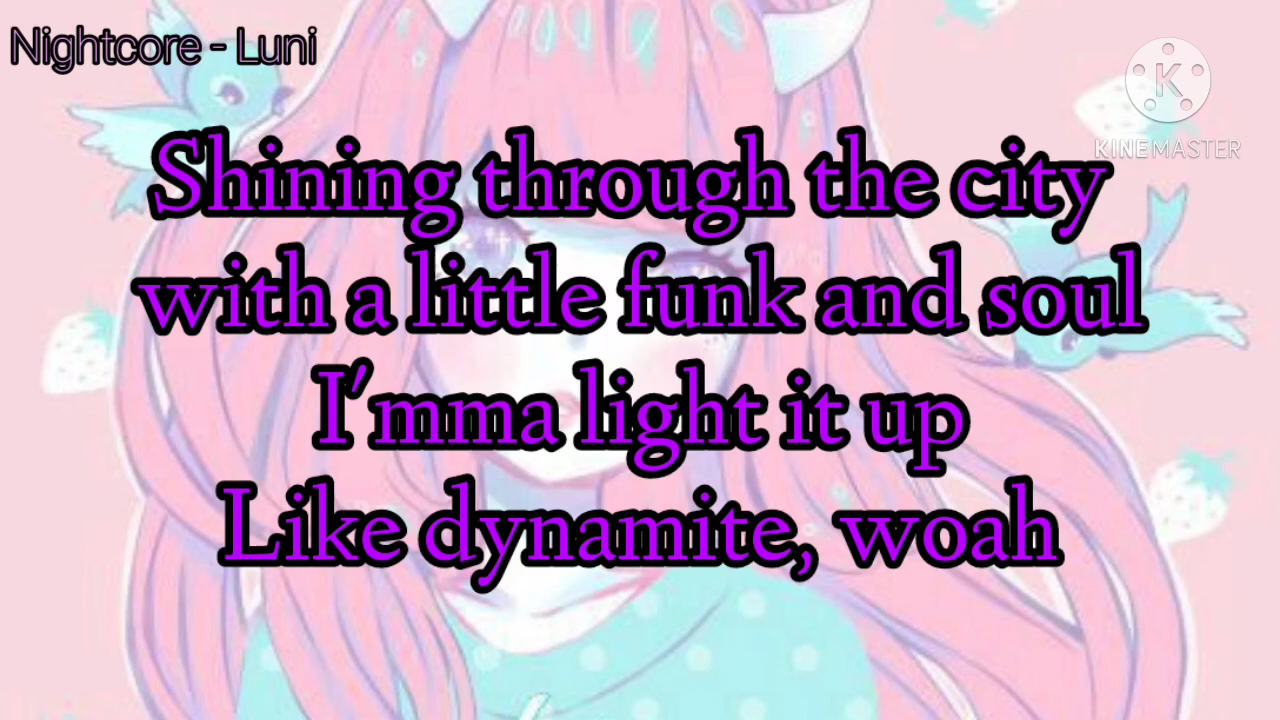 Nightcore - Luni
KINEMASTER
Shining through the city
with a little funk and soul
I'mma light it up
Like dynamite, woah